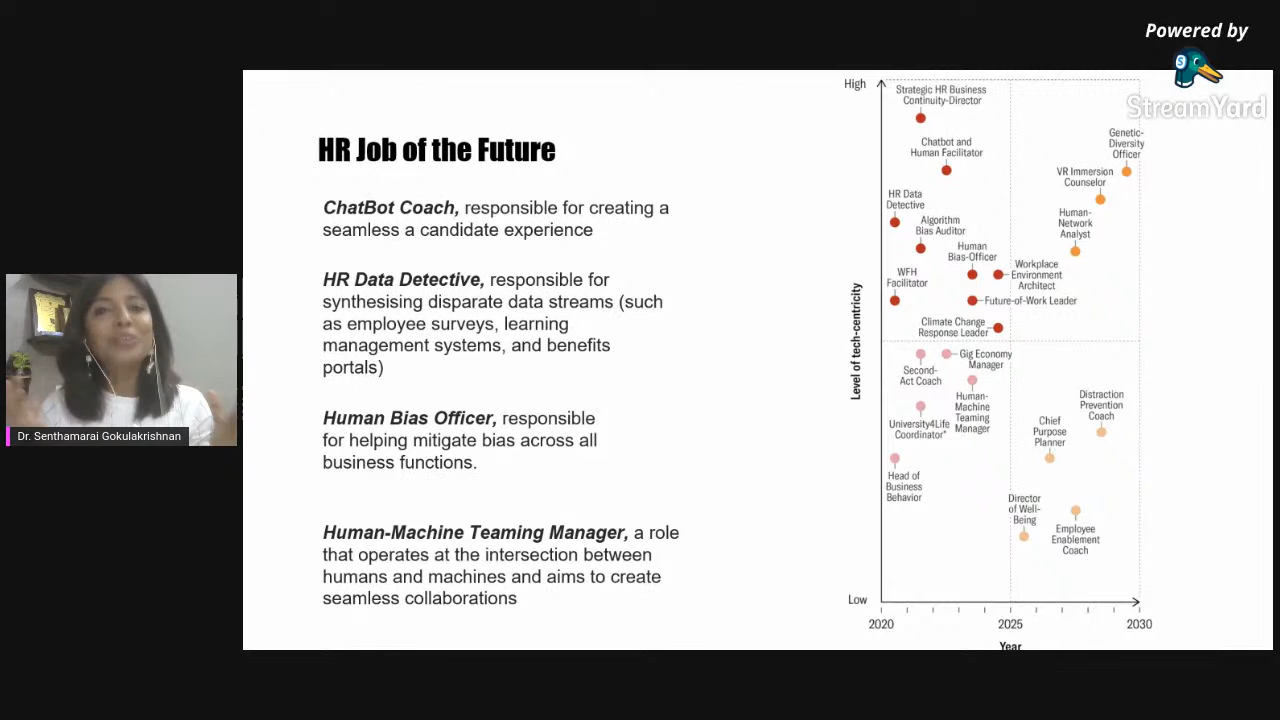 Powered by
StreamYard
HR Job of the Future
ChatBot Coach, responsible for creating a
seamless a candidate experience
HR Data Detective, responsible for
synthesising disparate data streams (such
as employee surveys, learning
management systems, and benefits
portals)
Human Bias Officer, responsible
for helping mitigate bias across all
business functions.
Human-Machine Teaming Manager, a role
that operates at the intersection between
humans and machines and aims to create
seamless collaborations
Dr. Senthamarai Gokulakrishnan
High
Level of tech-centricity
Low
Strategic HR Business
Continuity-Director
Chatbot and
Human Facilitator
Genetic-
Diversity
Officer
VR Immersion
Counselor
HR Data
Detective
Algorithm
Bias Auditor
Human-
Network
Analyst
Human
Bias-Officer
Workplace
Environment
Architect
WFH
Facilitator
Future-of-Work Leader
Climate Change
Response Leader
Second-
Act Coach
Gig Economy
Manager
Human-
Machine
Teaming
Manager
University4Life
Coordinator*
Head of
Business
Behavior
Distraction
Prevention
Coach
Chief
Purpose
Planner
Director
of Well-
Being
Employee
Enablement
Coach
2020
2025
2030
Year